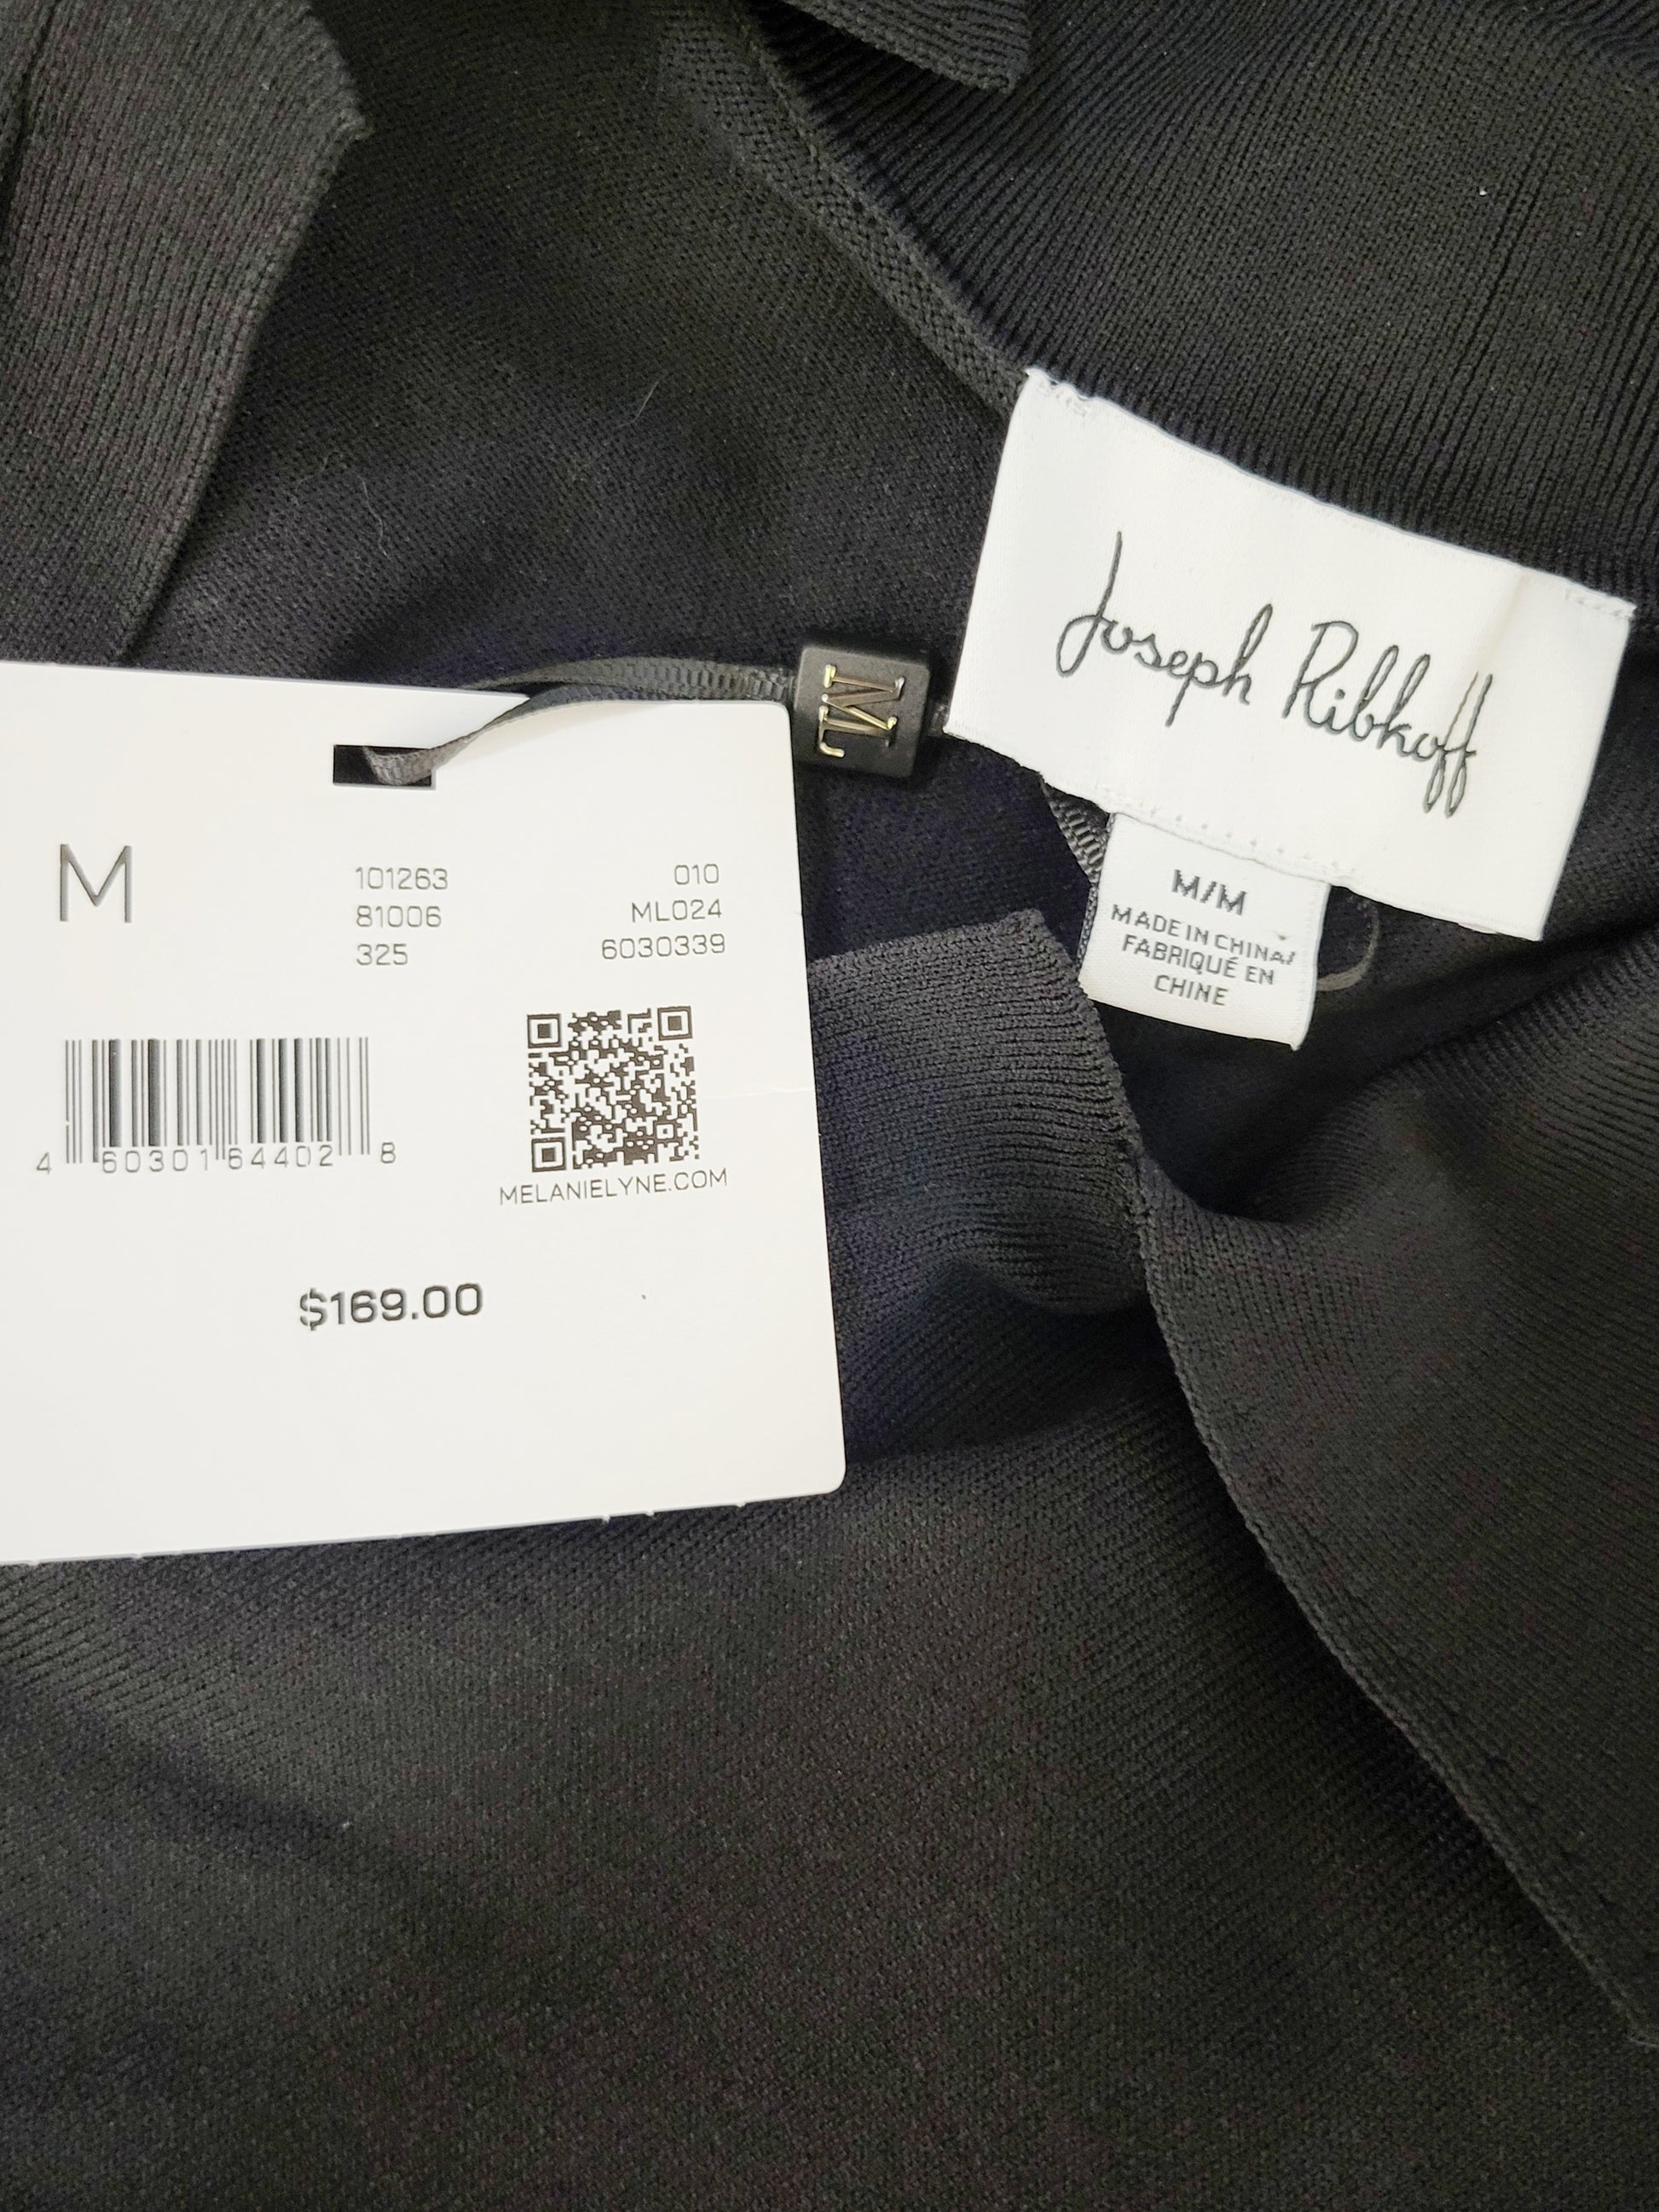 ML
Joseph Ribkoff
M/M
MADE IN CHINA/
FABRIQUÉ EN
CHINE
M
101263 010
81006 ML024
325 6030339
4 60301 64402 8
MELANIELYNE.COM
$169.00